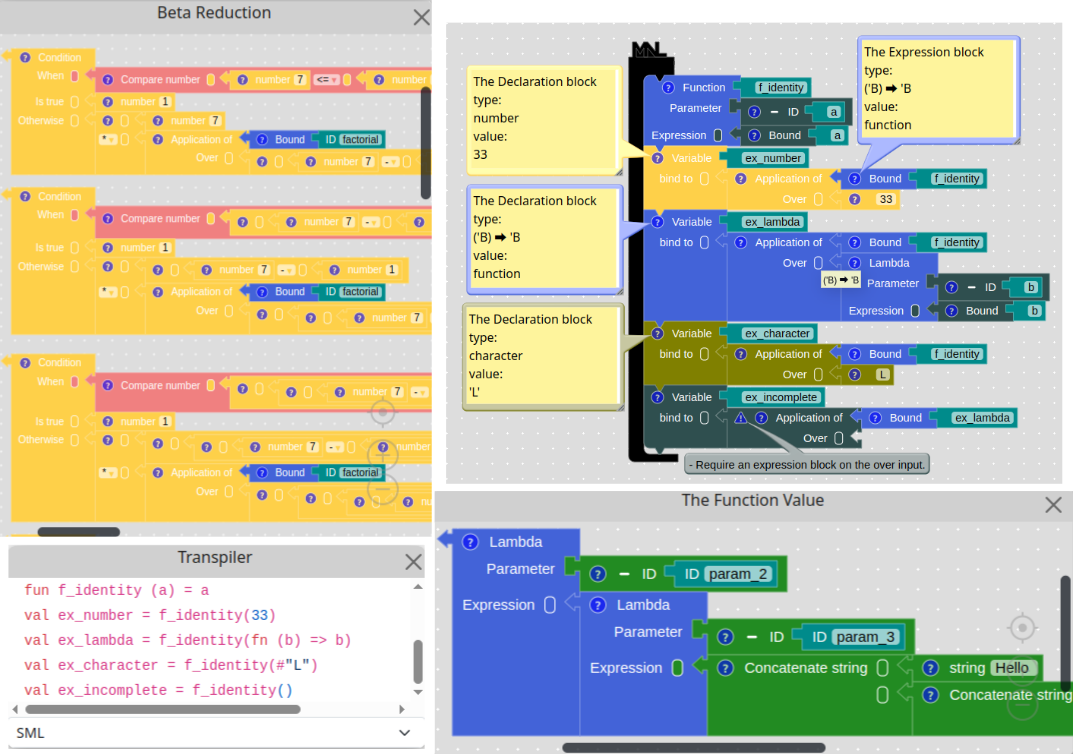 Beta Reduction
Condition
When Compare number number 7 <= number
Is true number 1
Otherwise number 7
* Application of Bound ID factorial
Over number 7 -
Condition
When Compare number number 7 -
Is true number 1
Otherwise number 7 - number 1
* Application of Bound ID factorial
Over number 7
Condition
When Compare number number 7 -
Is true number 1
Otherwise number 7 - number
* Application of Bound ID factorial
Over nu
Transpiler
fun f_identity (a) = a
val ex_number = f_identity(33)
val ex_lambda = f_identity(fn (b) => b)
val ex_character = f_identity(#"L")
val ex_incomplete = f_identity()
SML
MNL
The Declaration block
type:
number
value:
33
The Declaration block
type:
('B) ➡ 'B
value:
function
The Declaration block
type:
character
value:
'L'
The Expression block
type:
('B) ➡ 'B
value:
function
Function f_identity
Parameter - ID a
Expression Bound a
Variable ex_number
bind to Application of Bound f_identity
Over 33
Variable ex_lambda
bind to Application of Bound f_identity
Over Lambda
('B) ➡ 'B
Parameter - ID b
Expression Bound b
Variable ex_character
bind to Application of Bound f_identity
Over L
Variable ex_incomplete
bind to Application of Bound ex_lambda
Over
- Require an expression block on the over input.
The Function Value
Lambda
Parameter - ID ID param_2
Expression Lambda
Parameter - ID ID param_3
Expression Concatenate string string Hello
Concatenate string